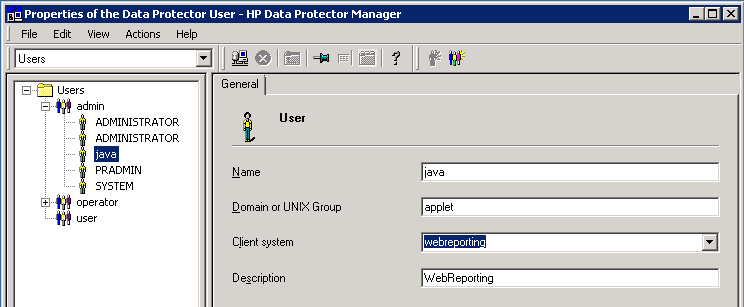 Properties of the Data Protector User - HP Data Protector Manager
File Edit View Actions Help
Users
Users
admin
ADMINISTRATOR
ADMINISTRATOR
java
PRADMIN
SYSTEM
operator
user
General
User
Name java
Domain or UNIX Group applet
Client system webreporting
Description WebReporting